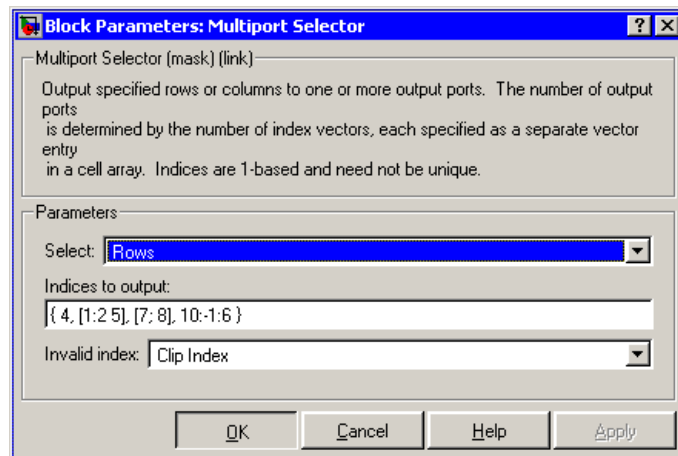 Block Parameters: Multiport Selector
Multiport Selector (mask) (link)
Output specified rows or columns to one or more output ports.  The number of output
ports
is determined by the number of index vectors, each specified as a separate vector
entry
in a cell array.  Indices are 1-based and need not be unique.
Parameters
Select: Rows
Indices to output:
{ 4, [1:2 5], [7; 8], 10:-1:6 }
Invalid index: Clip Index
OK Cancel Help Apply